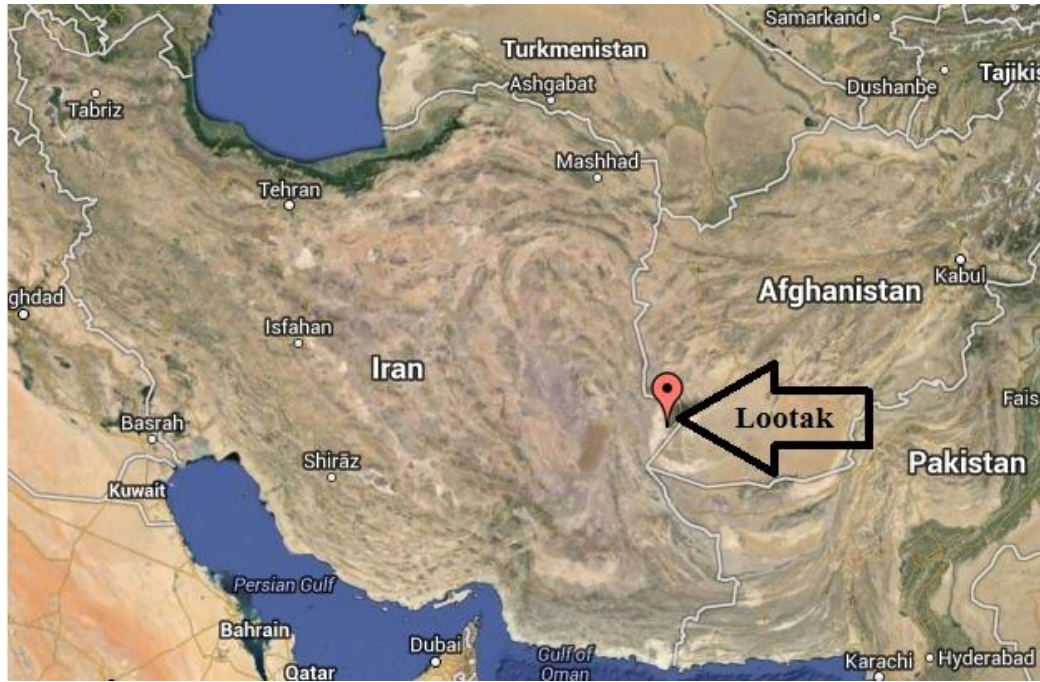 Samarkand
Turkmenistan
Ashgabat
Dushanbe
Tajikis
Tabriz
Mashhad
Tehran
Kabul
Afghanistan
ghdad
Isfahan
Iran
Lootak
Fais
Basrah
Shirāz
Pakistan
Kuwait
Persian Gulf
Bahrain
Dubai
Gulf of
Oman
Qatar
Karachi
Hyderabad